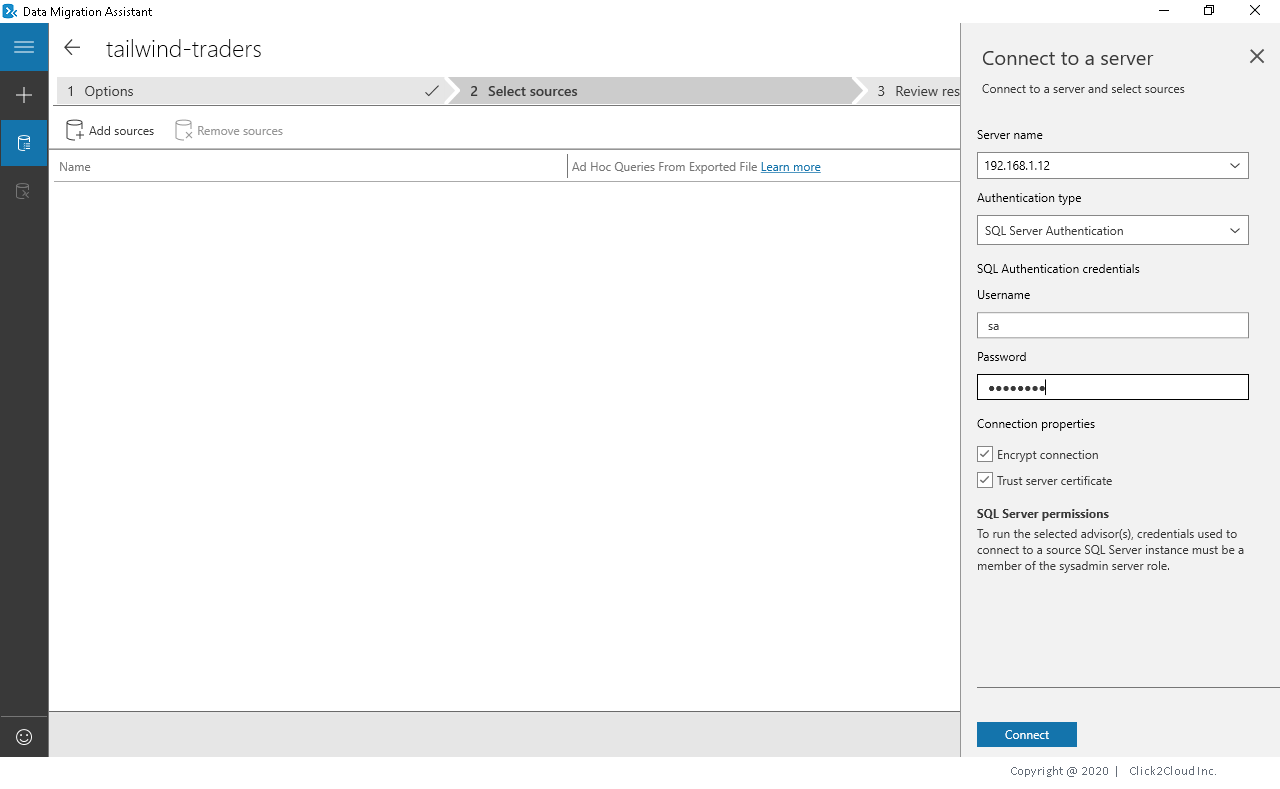 Data Migration Assistant
tailwind-traders
1 Options
2 Select sources
3 Review res
Add sources
Remove sources
Name
Ad Hoc Queries From Exported File Learn more
Connect to a server
Connect to a server and select sources
Server name
192.168.1.12
Authentication type
SQL Server Authentication
SQL Authentication credentials
Username
sa
Password
●●●●●●●●
Connection properties
Encrypt connection
Trust server certificate
SQL Server permissions
To run the selected advisor(s), credentials used to
connect to a source SQL Server instance must be a
member of the sysadmin server role.
Connect
Copyright @ 2020 | Click2Cloud Inc.